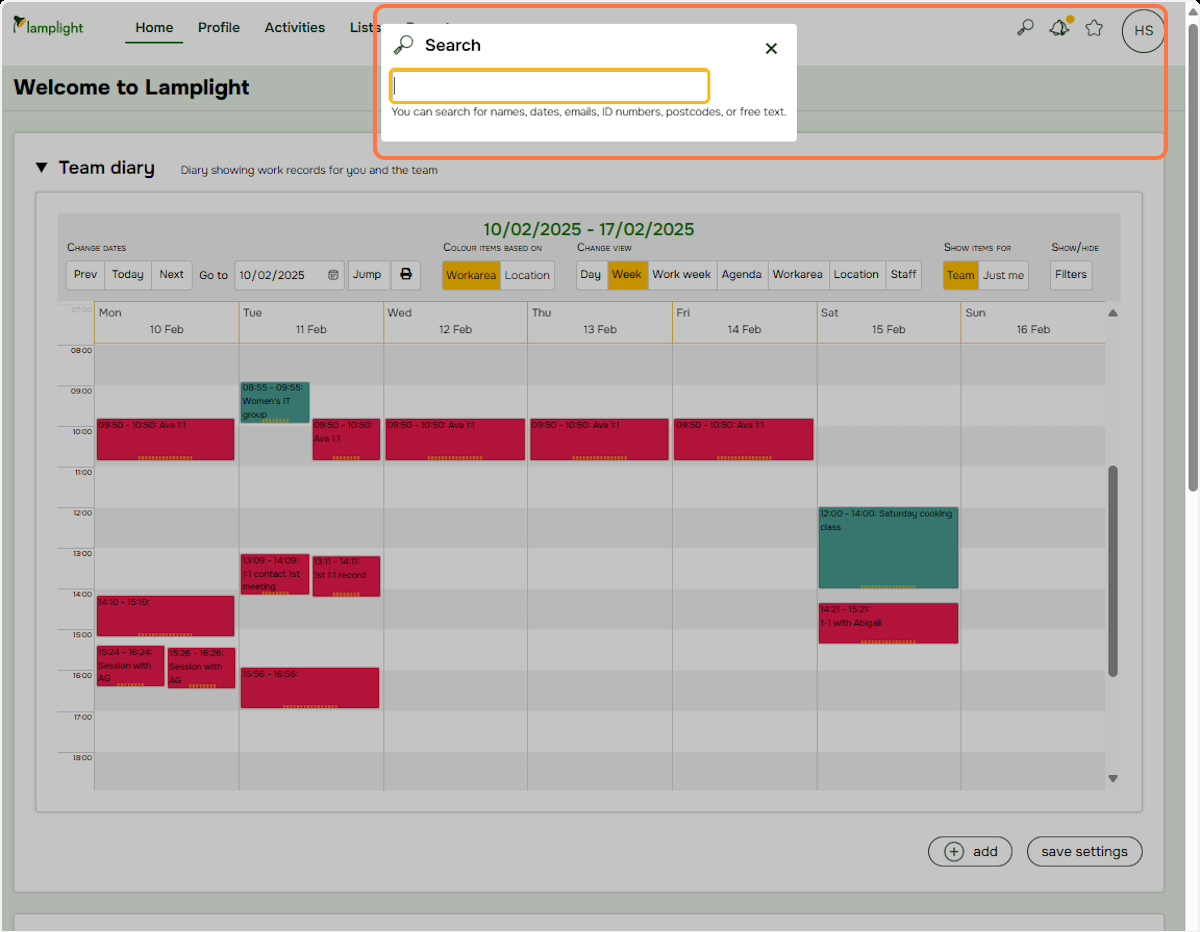 lamplight
Home Profile Activities Lists
HS
Search
You can search for names, dates, emails, ID numbers, postcodes, or free text.
Welcome to Lamplight
Team diary Diary showing work records for you and the team
10/02/2025 - 17/02/2025
Change dates Colour items based on Change view Show items for Show/hide
Prev Today Next Go to 10/02/2025 Jump Workarea Location Day Week Work week Agenda Workarea Location Staff Team Just me Filters
07:00 Mon Tue Wed Thu Fri Sat Sun
10 Feb 11 Feb 12 Feb 13 Feb 14 Feb 15 Feb 16 Feb
08:00
09:00
08:55 - 09:55:
Women's IT
group
10:00
09:50 - 10:50: Ava 1:1
09:50 - 10:50:
Ava 1:1
09:50 - 10:50: Ava 1:1
09:50 - 10:50: Ava 1:1
09:50 - 10:50: Ava 1:1
11:00
12:00
12:00 - 14:00: Saturday cooking
class
13:00
13:09 - 14:09:
1:1 contact 1st
meeting
13:11 - 14:11:
1st 1:1 record
14:00
14:10 - 15:10:
14:21 - 15:21:
1-1 with Abigail
15:00
15:24 - 16:24:
Session with
AG
15:26 - 16:26:
Session with
AG
16:00
15:56 - 16:56:
17:00
18:00
add save settings